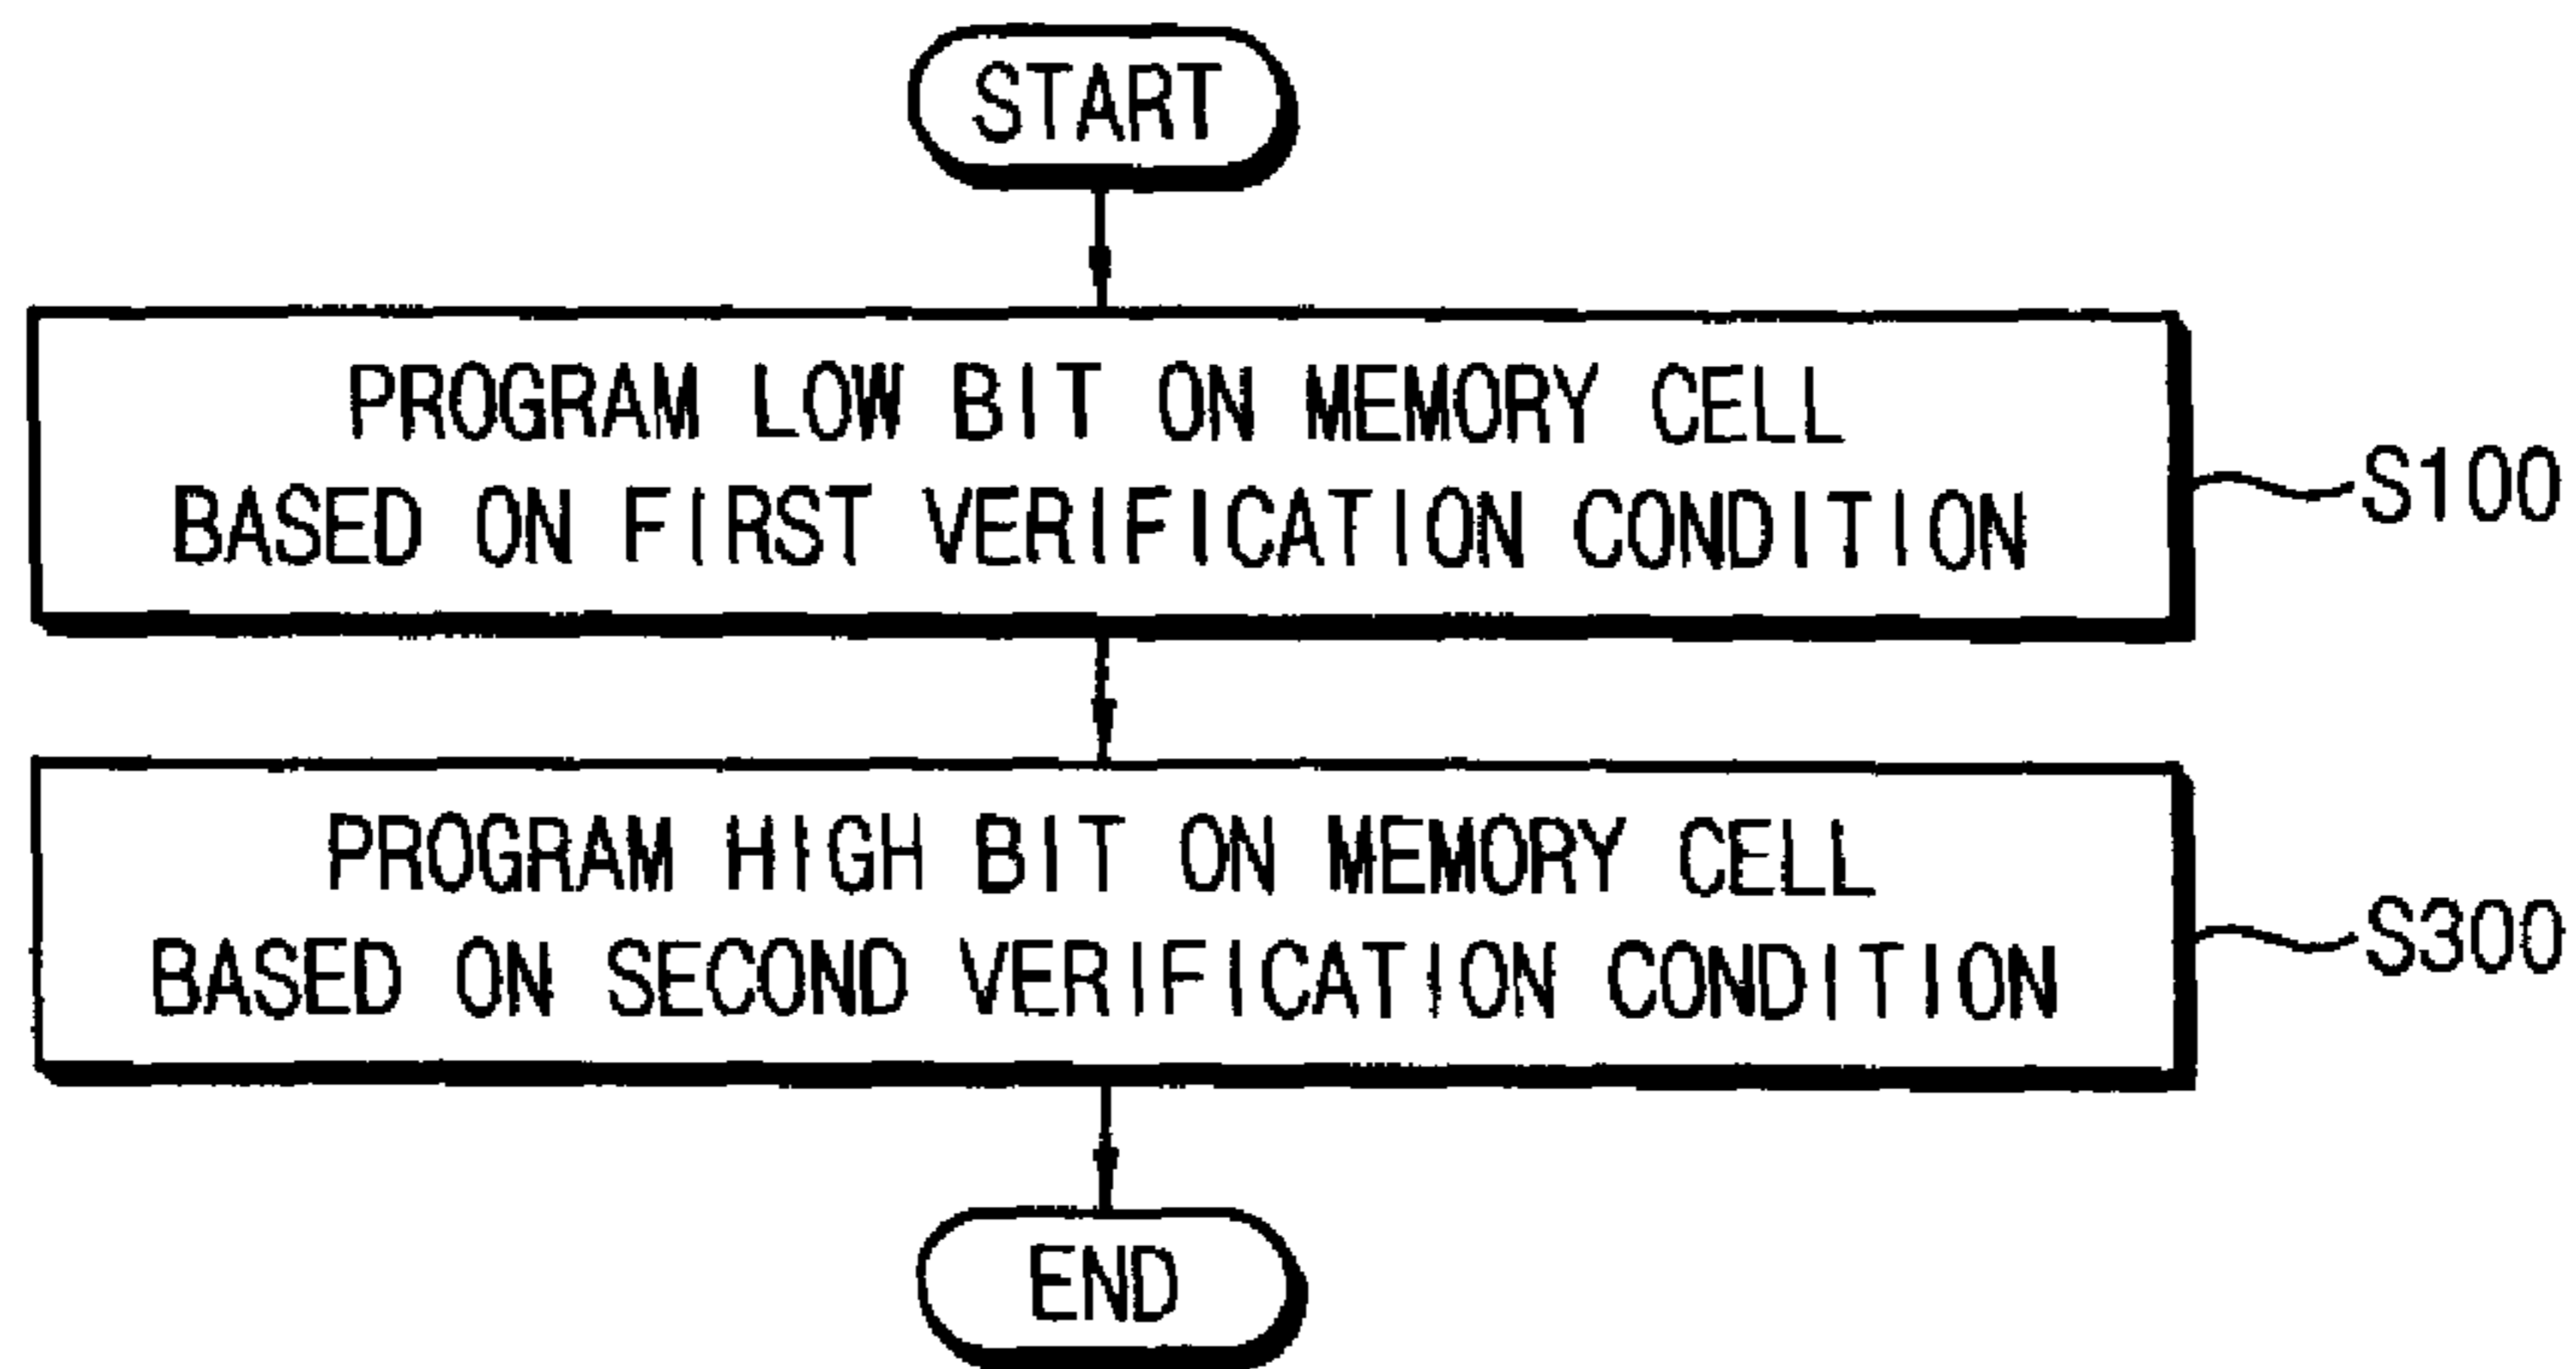 START
PROGRAM LOW BIT ON MEMORY CELL
BASED ON FIRST VERIFICATION CONDITION
S100
PROGRAM HIGH BIT ON MEMORY CELL
BASED ON SECOND VERIFICATION CONDITION
S300
END